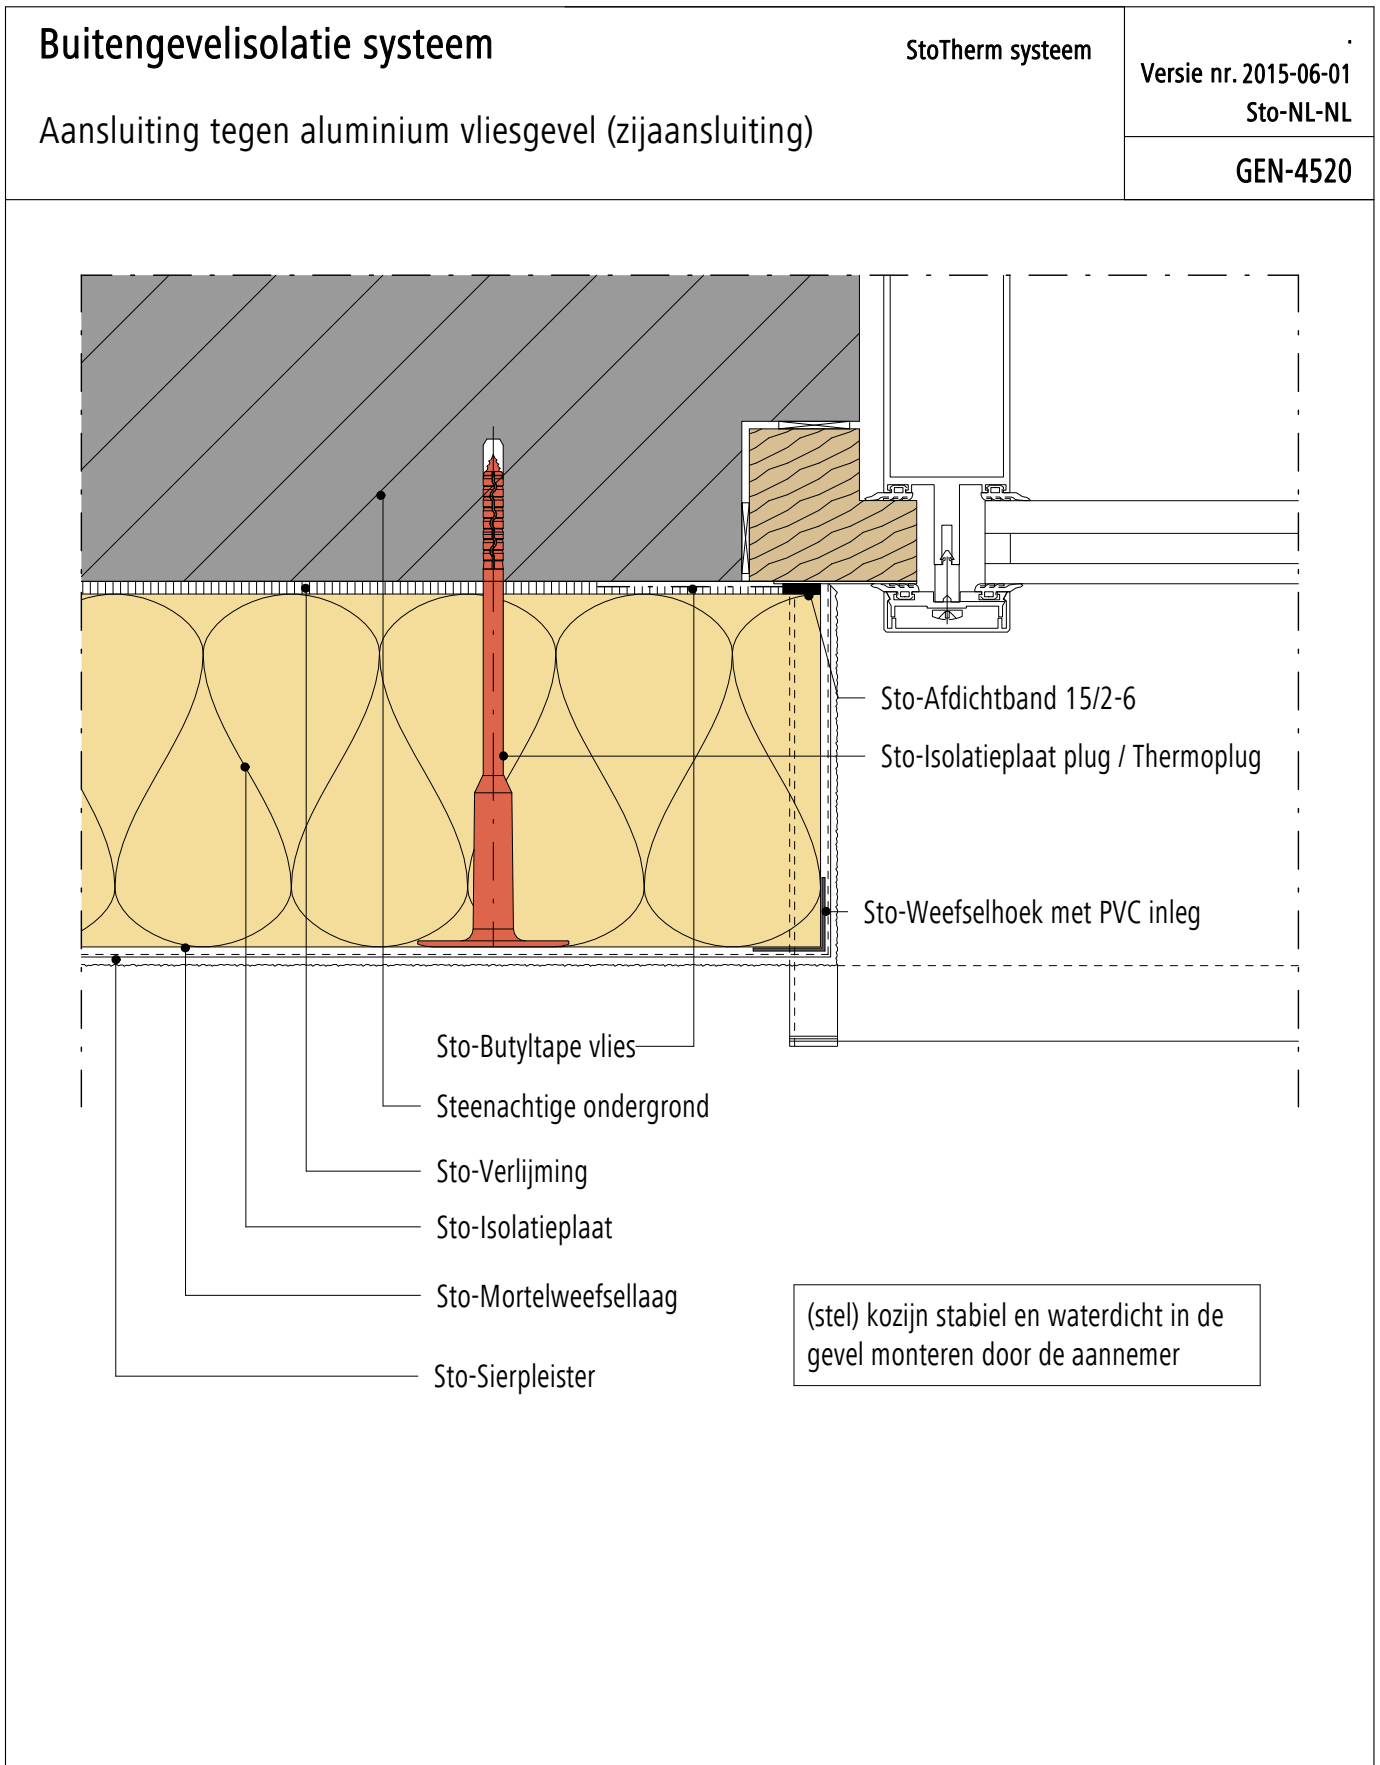 Buitengevelisolatie systeem
StoTherm systeem
.
Versie nr. 2015-06-01
Sto-NL-NL
Aansluiting tegen aluminium vliesgevel (zijaansluiting)
GEN-4520
Sto-Afdichtband 15/2-6
Sto-Isolatieplaat plug / Thermoplug
Sto-Weefselhoek met PVC inleg
Sto-Butyltape vlies
Steenachtige ondergrond
Sto-Verlijming
Sto-Isolatieplaat
Sto-Mortelweefsellaag
Sto-Sierpleister
(stel) kozijn stabiel en waterdicht in de
gevel monteren door de aannemer